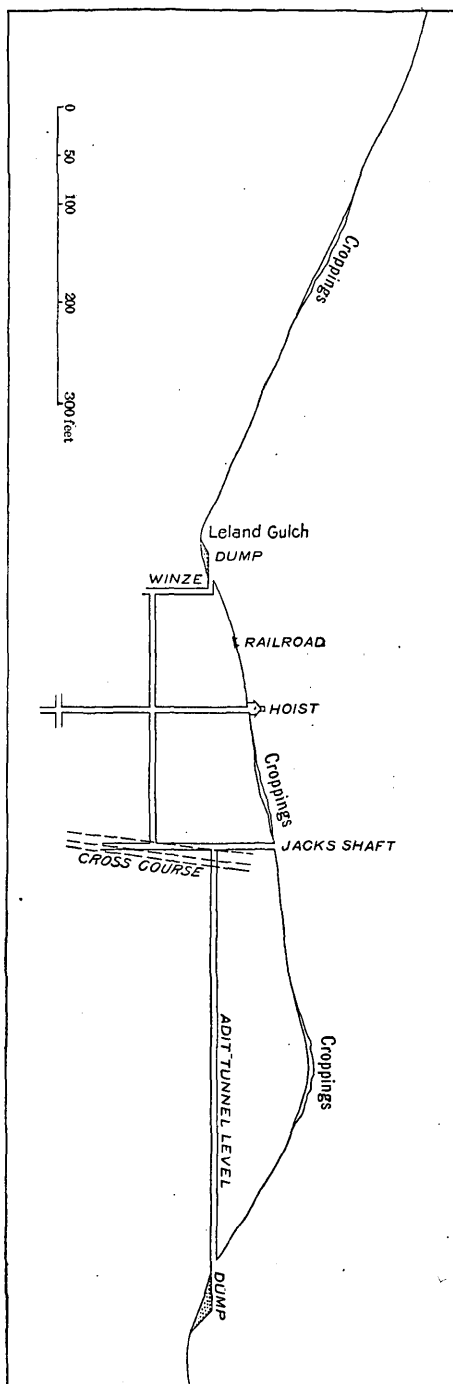 0
50
100
200
300 feet
Croppings
Leland Gulch
DUMP
WINZE
RAILROAD
HOIST
Croppings
JACKS SHAFT
CROSS COURSE
Croppings
ADIT TUNNEL LEVEL
DUMP